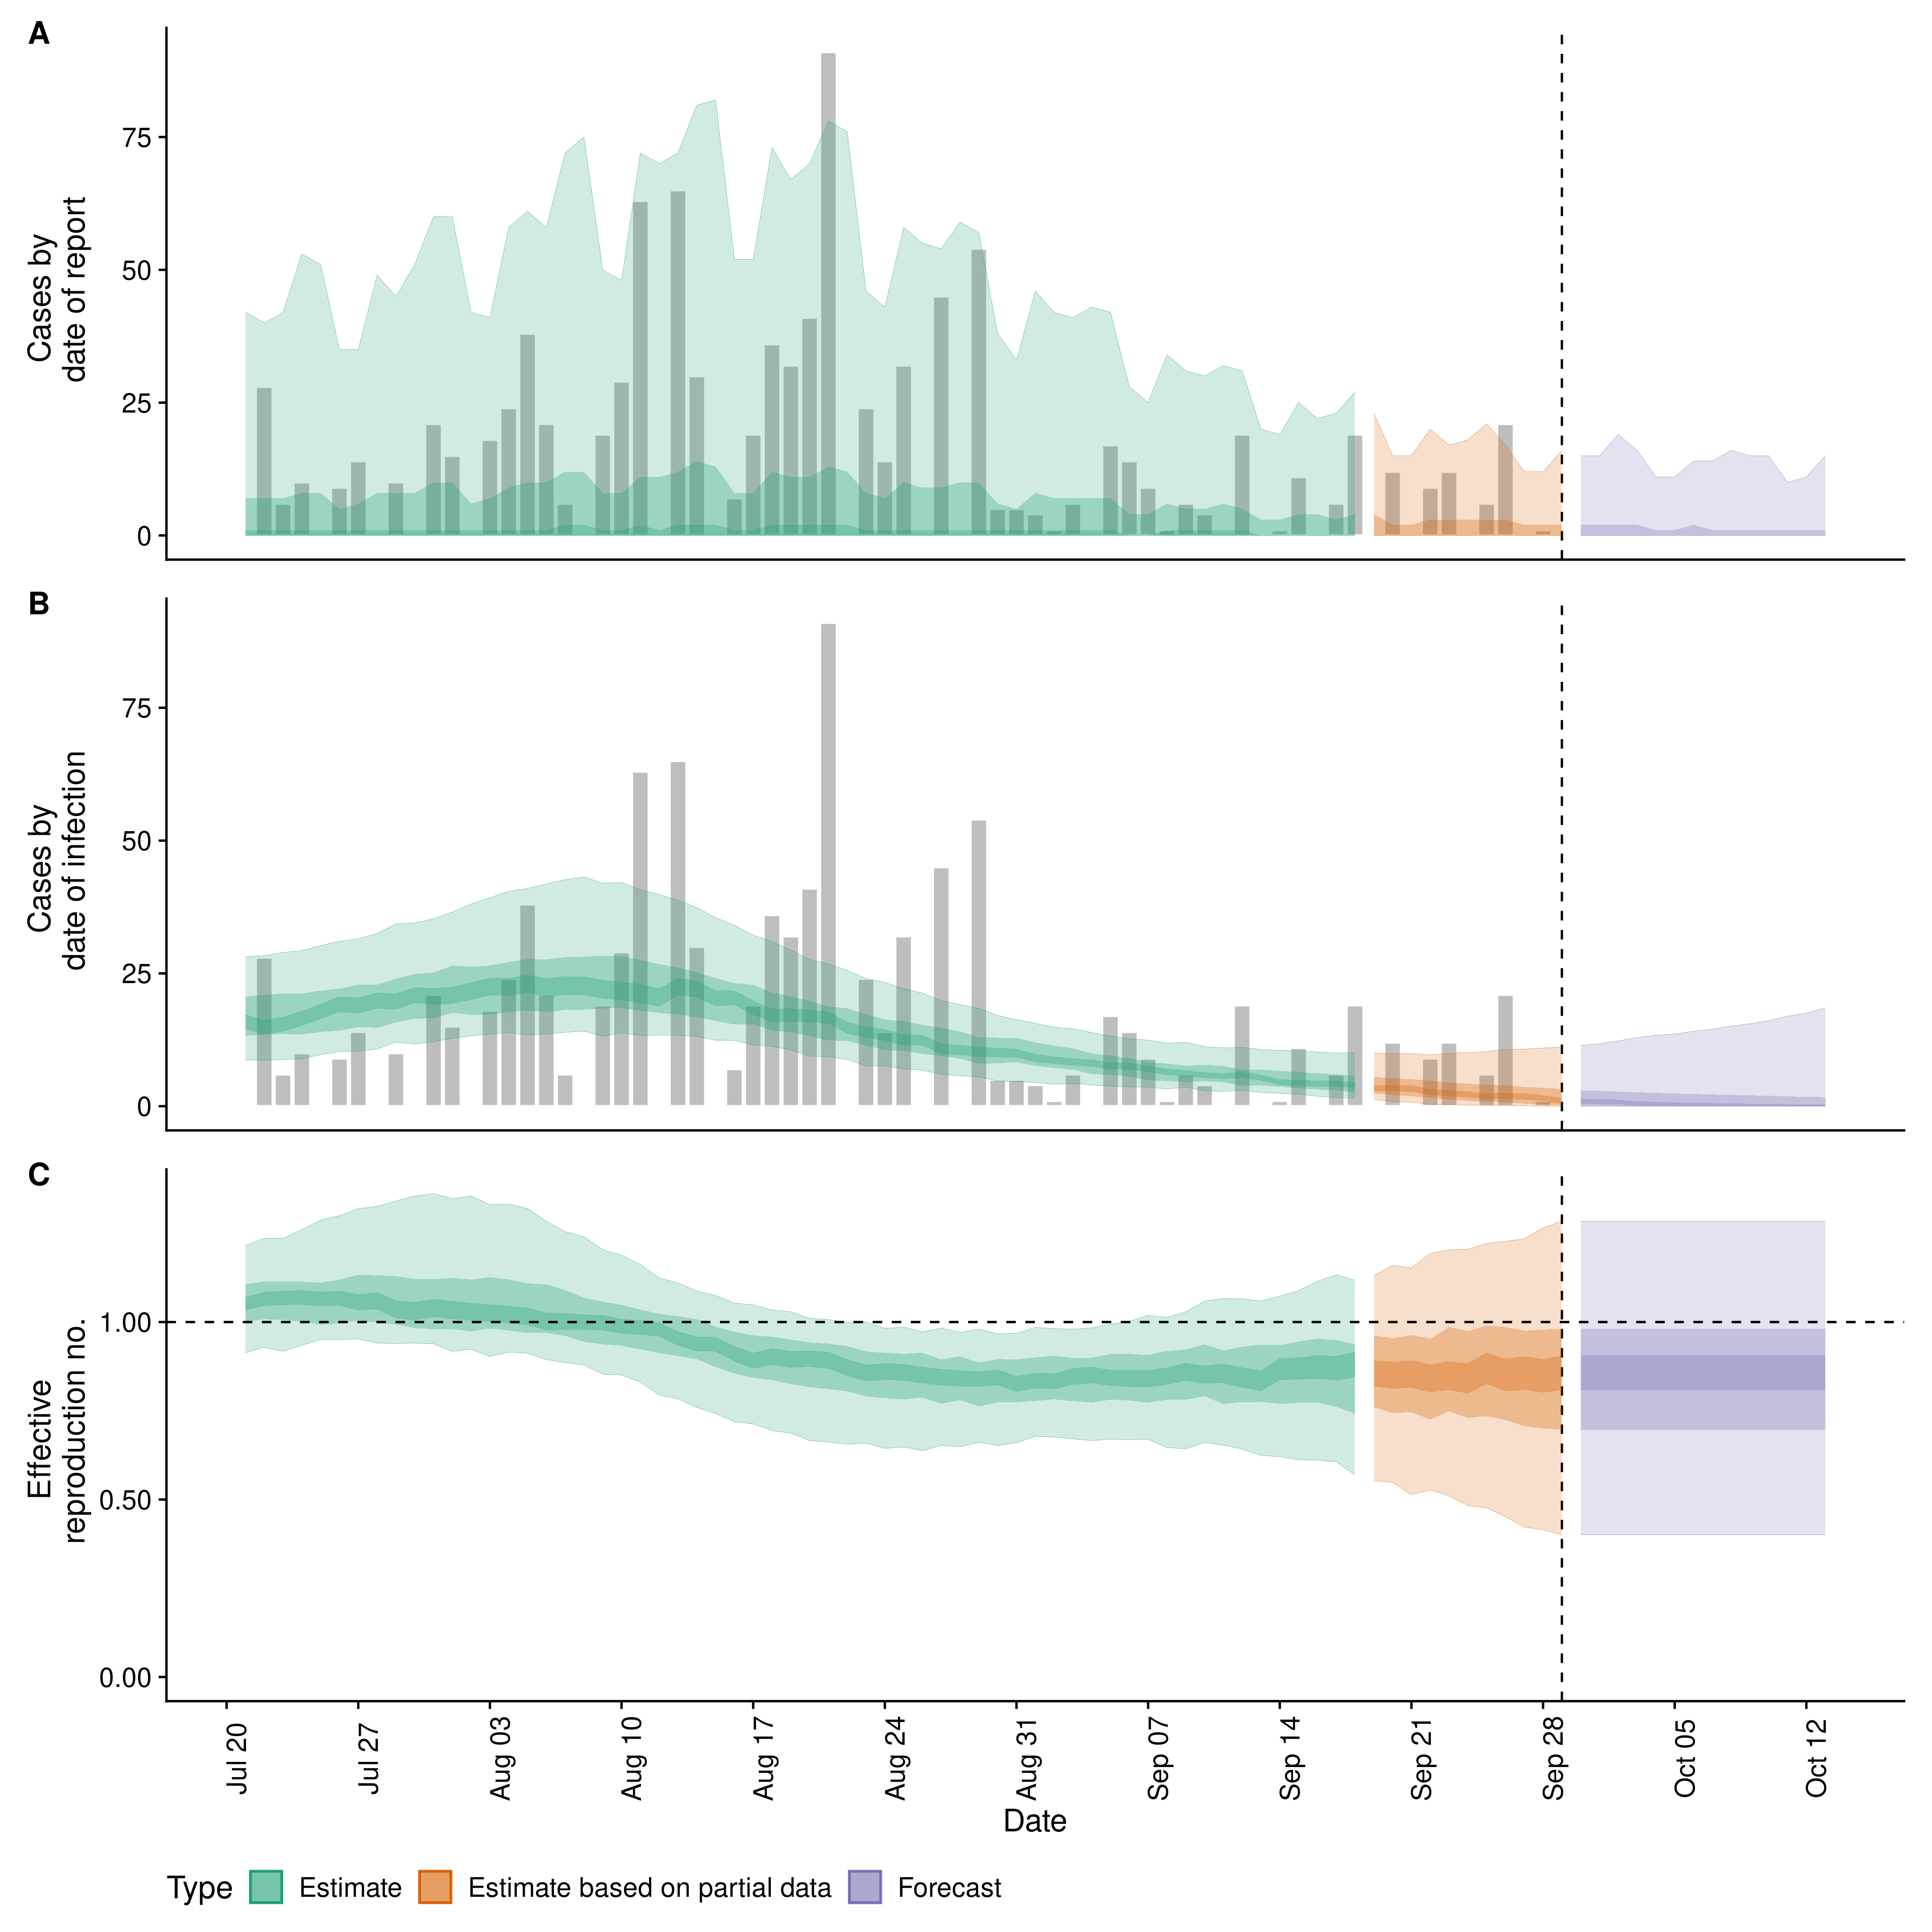 A
Cases by
date of report
75
50
25
0
B
Cases by
date of infection
75
50
25
0
C
Effective
reproduction no.
1.00
0.50
0.00
Jul 20
Jul 27
Aug 03
Aug 10
Aug 17
Aug 24
Aug 31
Sep 07
Sep 14
Sep 21
Sep 28
Oct 05
Oct 12
Date
Type Estimate Estimate based on partial data Forecast